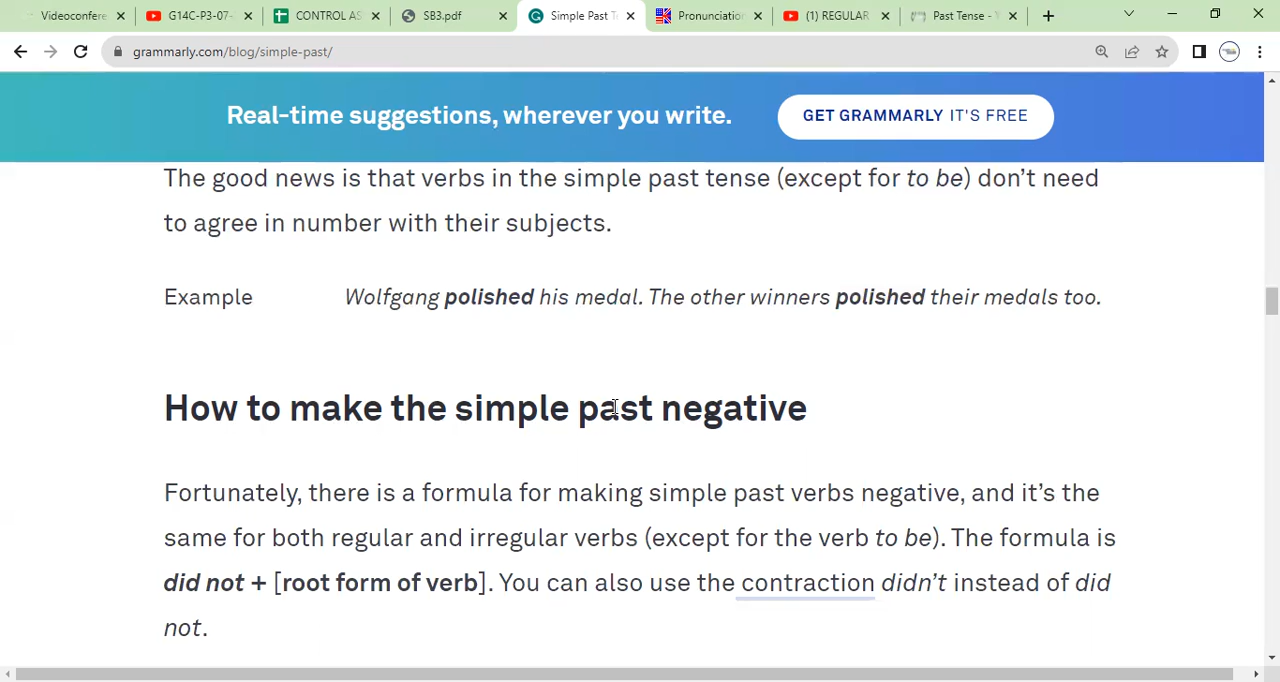 Videoconfere
G14C-P3-07-
CONTROL AS
SB3.pdf
Simple Past T
Pronunciation
(1) REGULAR
Past Tense - Y
grammarly.com/blog/simple-past/
Real-time suggestions, wherever you write.
GET GRAMMARLY IT'S FREE
The good news is that verbs in the simple past tense (except for to be) don’t need
to agree in number with their subjects.
Example Wolfgang polished his medal. The other winners polished their medals too.
How to make the simple past negative
Fortunately, there is a formula for making simple past verbs negative, and it’s the
same for both regular and irregular verbs (except for the verb to be). The formula is
did not + [root form of verb]. You can also use the contraction didn’t instead of did
not.